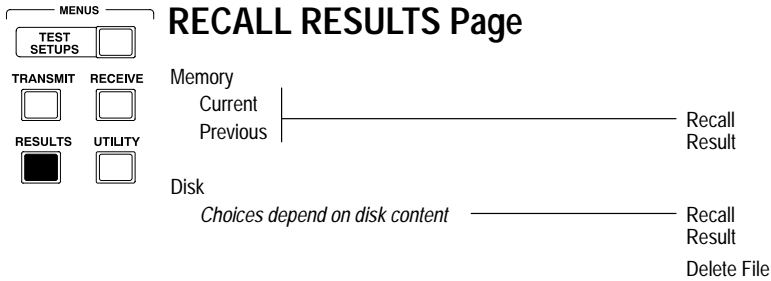 MENUS
TEST
SETUPS
TRANSMIT RECEIVE
RESULTS UTILITY
RECALL RESULTS Page
Memory
Current
Previous
Recall
Result
Disk
Choices depend on disk content
Recall
Result
Delete File